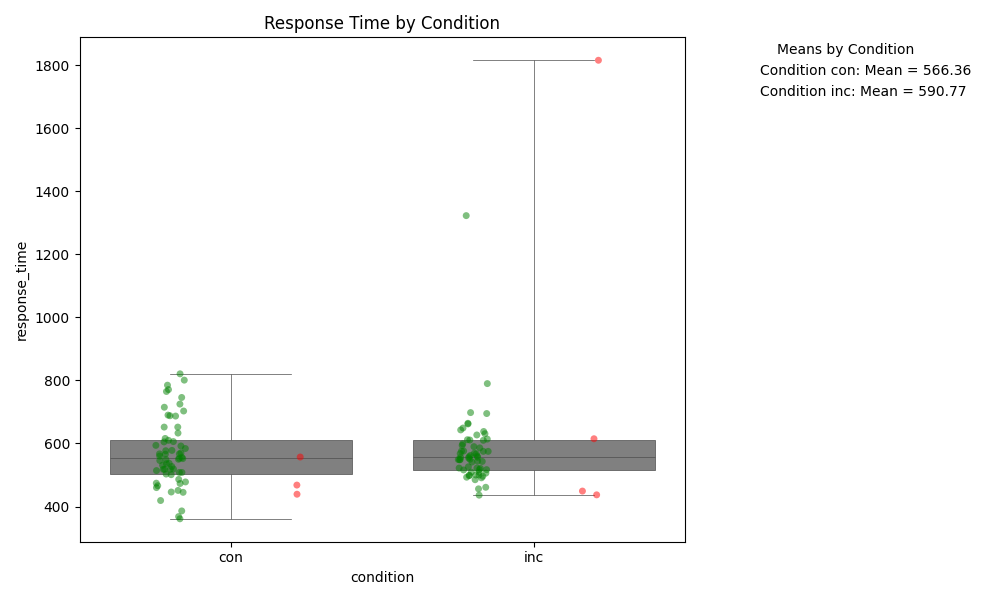 Response Time by Condition
Means by Condition
Condition con: Mean = 566.36
Condition inc: Mean = 590.77
1800
1600
1400
1200
1000
800
600
400
response_time
con
inc
condition